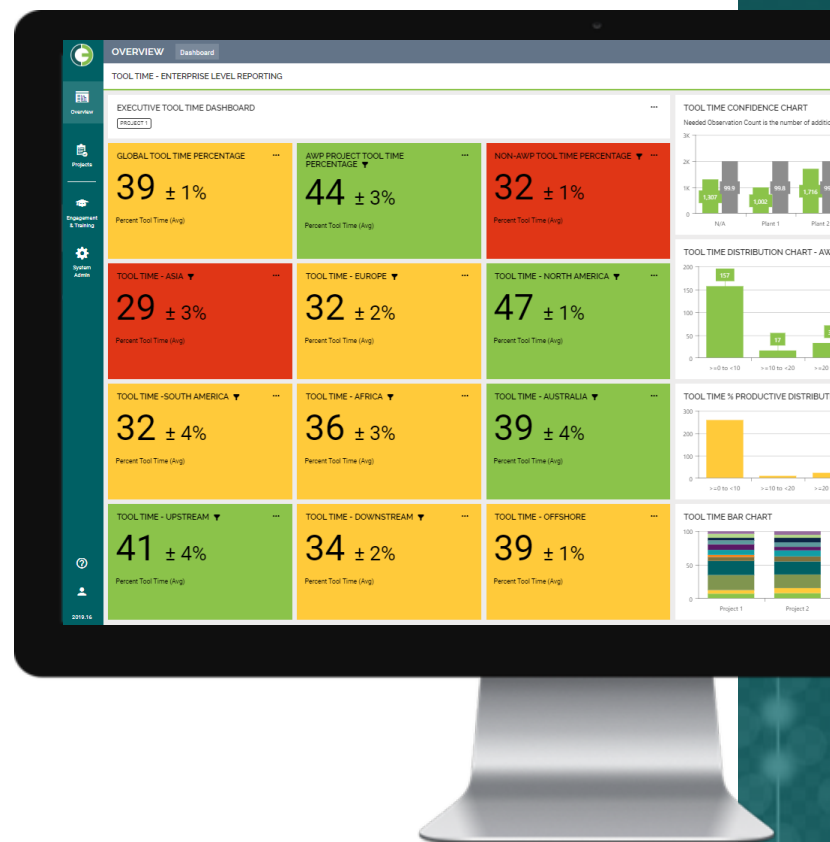 OVERVIEW Dashboard
TOOL TIME - ENTERPRISE LEVEL REPORTING
Overview
Projects
Engagement
& Training
System
Admin
2019.16
EXECUTIVE TOOL TIME DASHBOARD
PROJECT 1
GLOBAL TOOL TIME PERCENTAGE
39 ± 1%
Percent Tool Time (Avg)
AWP PROJECT TOOL TIME
PERCENTAGE
44 ± 3%
Percent Tool Time (Avg)
NON-AWP TOOL TIME PERCENTAGE
32 ± 1%
Percent Tool Time (Avg)
TOOL TIME - ASIA
29 ± 3%
Percent Tool Time (Avg)
TOOL TIME - EUROPE
32 ± 2%
Percent Tool Time (Avg)
TOOL TIME - NORTH AMERICA
47 ± 1%
Percent Tool Time (Avg)
TOOL TIME -SOUTH AMERICA
32 ± 4%
Percent Tool Time (Avg)
TOOL TIME - AFRICA
36 ± 3%
Percent Tool Time (Avg)
TOOL TIME - AUSTRALIA
39 ± 4%
Percent Tool Time (Avg)
TOOL TIME - UPSTREAM
41 ± 4%
Percent Tool Time (Avg)
TOOL TIME - DOWNSTREAM
34 ± 2%
Percent Tool Time (Avg)
TOOL TIME - OFFSHORE
39 ± 1%
Percent Tool Time (Avg)
TOOL TIME CONFIDENCE CHART
Needed Observation Count is the number of
3K
2K
1K
0
1,307 99.9 1,002 99.8 1,716
N/A Plant 1 Plant 2
TOOL TIME DISTRIBUTION CHART -
200
150
100
50
0
157 17
>=0 to <10 >=10 to <20 >=20
TOOL TIME % PRODUCTIVE
300
200
100
0
>=0 to <10 >=10 to <20 >=20
TOOL TIME BAR CHART
100
50
0
Project 1 Project 2